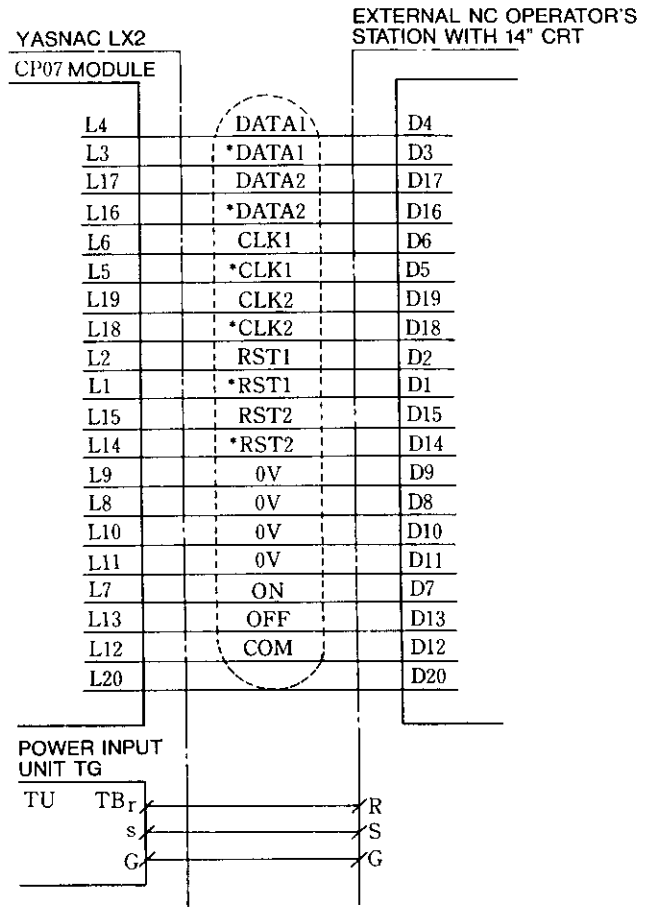 YASNAC LX2
EXTERNAL NC OPERATOR'S
STATION WITH 14" CRT
CP07 MODULE
L4 DATA1 D4
L3 *DATA1 D3
L17 DATA2 D17
L16 *DATA2 D16
L6 CLK1 D6
L5 *CLK1 D5
L19 CLK2 D19
L18 *CLK2 D18
L2 RST1 D2
L1 *RST1 D1
L15 RST2 D15
L14 *RST2 D14
L9 0V D9
L8 0V D8
L10 0V D10
L11 0V D11
L7 ON D7
L13 OFF D13
L12 COM D12
L20 D20
POWER INPUT
UNIT TG
TU TB r R
s S
G G